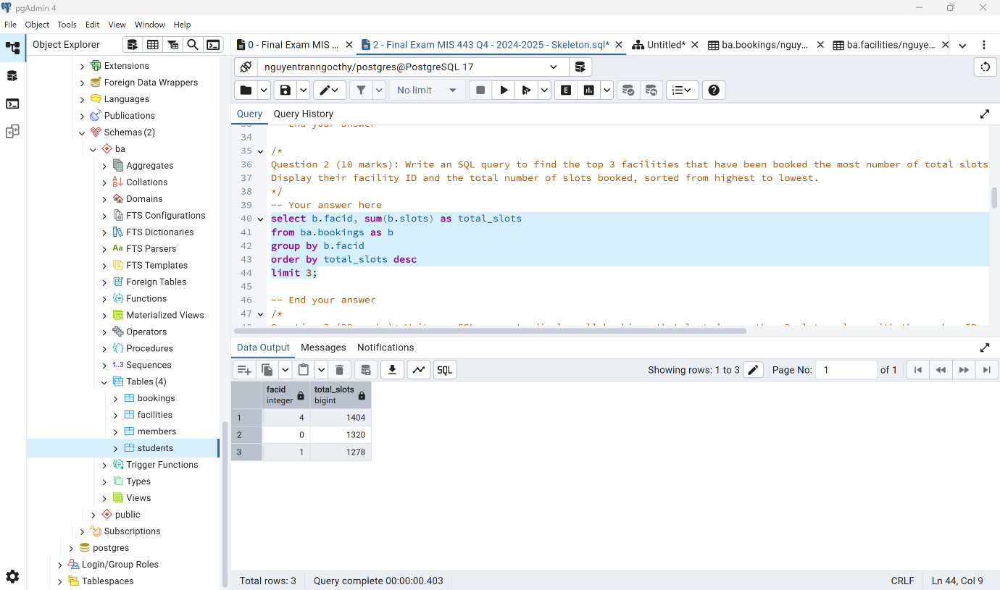 pgAdmin 4
File Object Tools Edit View Window Help
Object Explorer
0 - Final Exam MIS ...
2 - Final Exam MIS 443 Q4 - 2024-2025 - Skeleton.sql*
Untitled*
ba.bookings/nguy...
ba.facilities/nguye...
nguyentranngocthy/postgres@PostgreSQL 17
No limit
E
Query Query History
Extensions
Foreign Data Wrappers
Languages
Publications
Schemas (2)
ba
Aggregates
Collations
Domains
FTS Configurations
FTS Dictionaries
FTS Parsers
FTS Templates
Foreign Tables
Functions
Materialized Views
Operators
Procedures
Sequences
Tables (4)
bookings
facilities
members
students
Trigger Functions
Types
Views
public
Subscriptions
postgres
Login/Group Roles
Tablespaces
34
35 /*
36 Question 2 (10 marks): Write an SQL query to find the top 3 facilities that have been booked the most number of total slots
37 Display their facility ID and the total number of slots booked, sorted from highest to lowest.
38 */
39 -- Your answer here
40 select b.facid, sum(b.slots) as total_slots
41 from ba.bookings as b
42 group by b.facid
43 order by total_slots desc
44 limit 3;
45
46 -- End your answer
47 /*
Data Output Messages Notifications
SQL
Showing rows: 1 to 3
Page No: 1 of 1
facid integer
total_slots bigint
1 4 1404
2 0 1320
3 1 1278
Total rows: 3 Query complete 00:00:00.403 CRLF Ln 44, Col 9